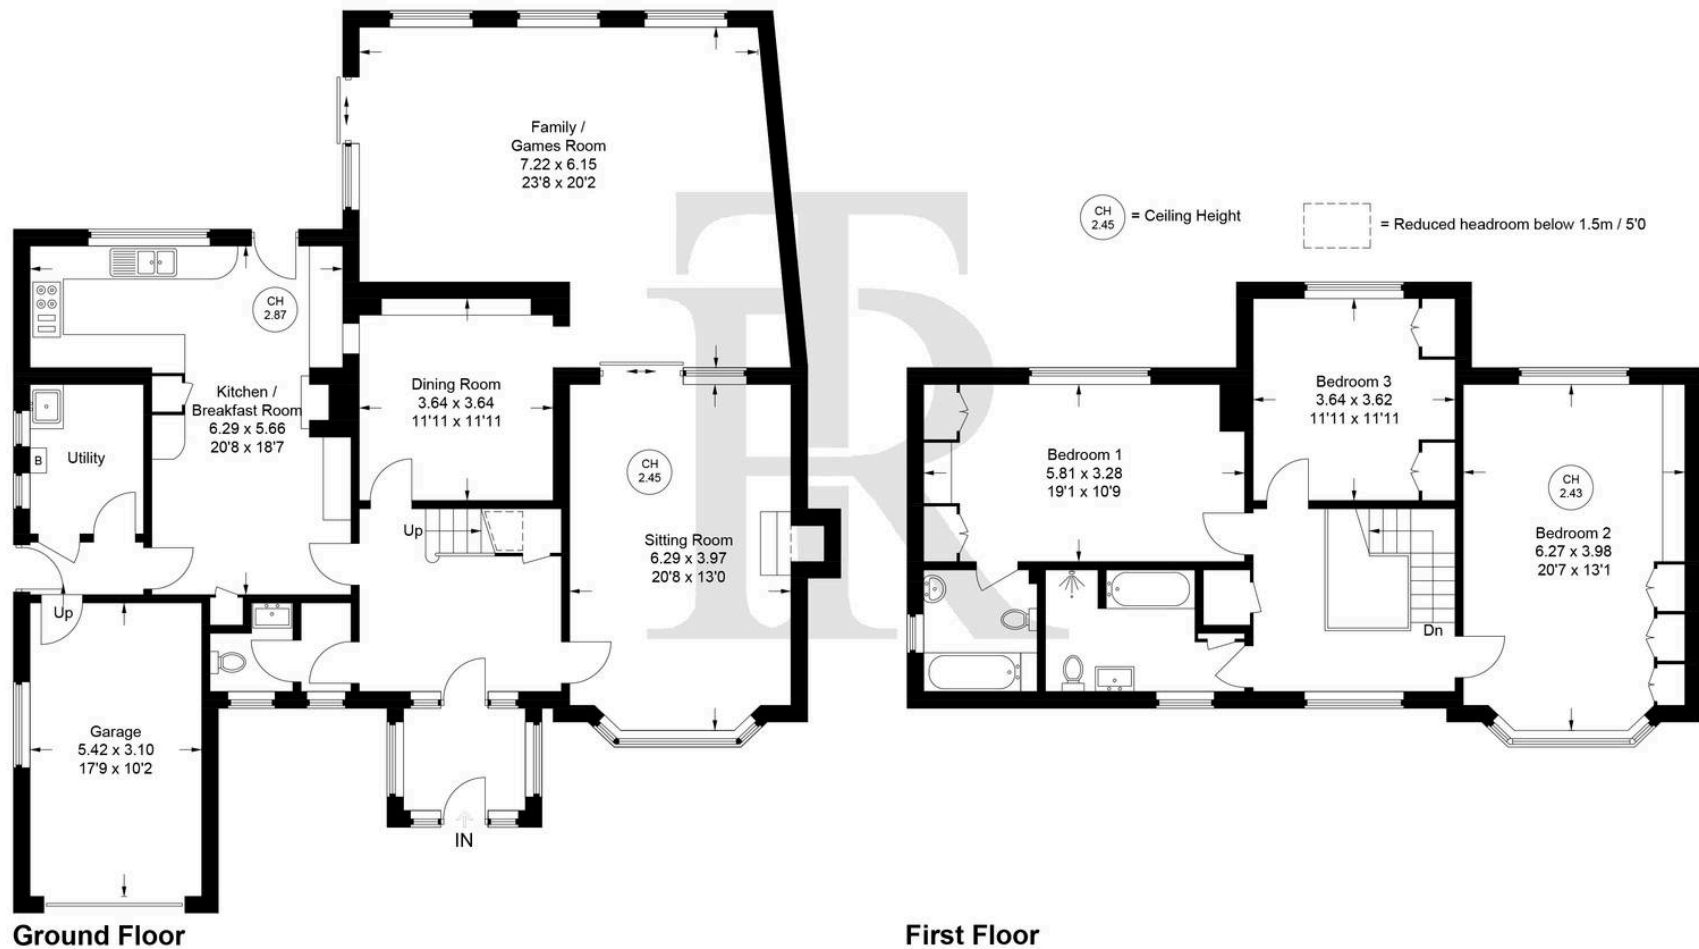 Family /
Games Room
7.22 x 6.15
23'8 x 20'2
CH
2.45
= Ceiling Height
= Reduced headroom below 1.5m / 5'0
CH
2.87
Kitchen /
Breakfast Room
6.29 x 5.66
20'8 x 18'7
Dining Room
3.64 x 3.64
11'11 x 11'11
B
Utility
CH
2.45
Up
Sitting Room
6.29 x 3.97
20'8 x 13'0
Up
Garage
5.42 x 3.10
17'9 x 10'2
IN
Ground Floor
Bedroom 3
3.64 x 3.62
11'11 x 11'11
Bedroom 1
5.81 x 3.28
19'1 x 10'9
CH
2.43
Bedroom 2
6.27 x 3.98
20'7 x 13'1
Dn
First Floor
TR